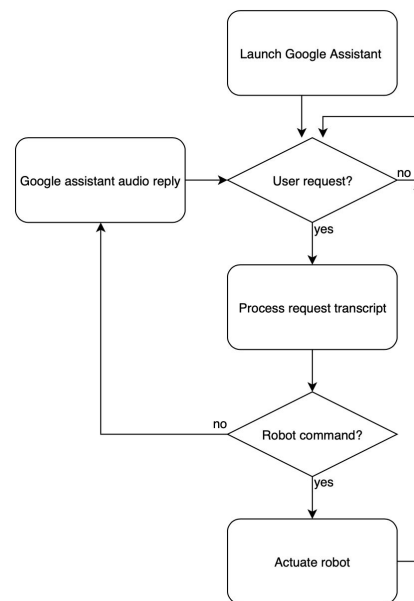 Launch Google Assistant
Google assistant audio reply
User request?
no
yes
Process request transcript
no
Robot command?
yes
Actuate robot